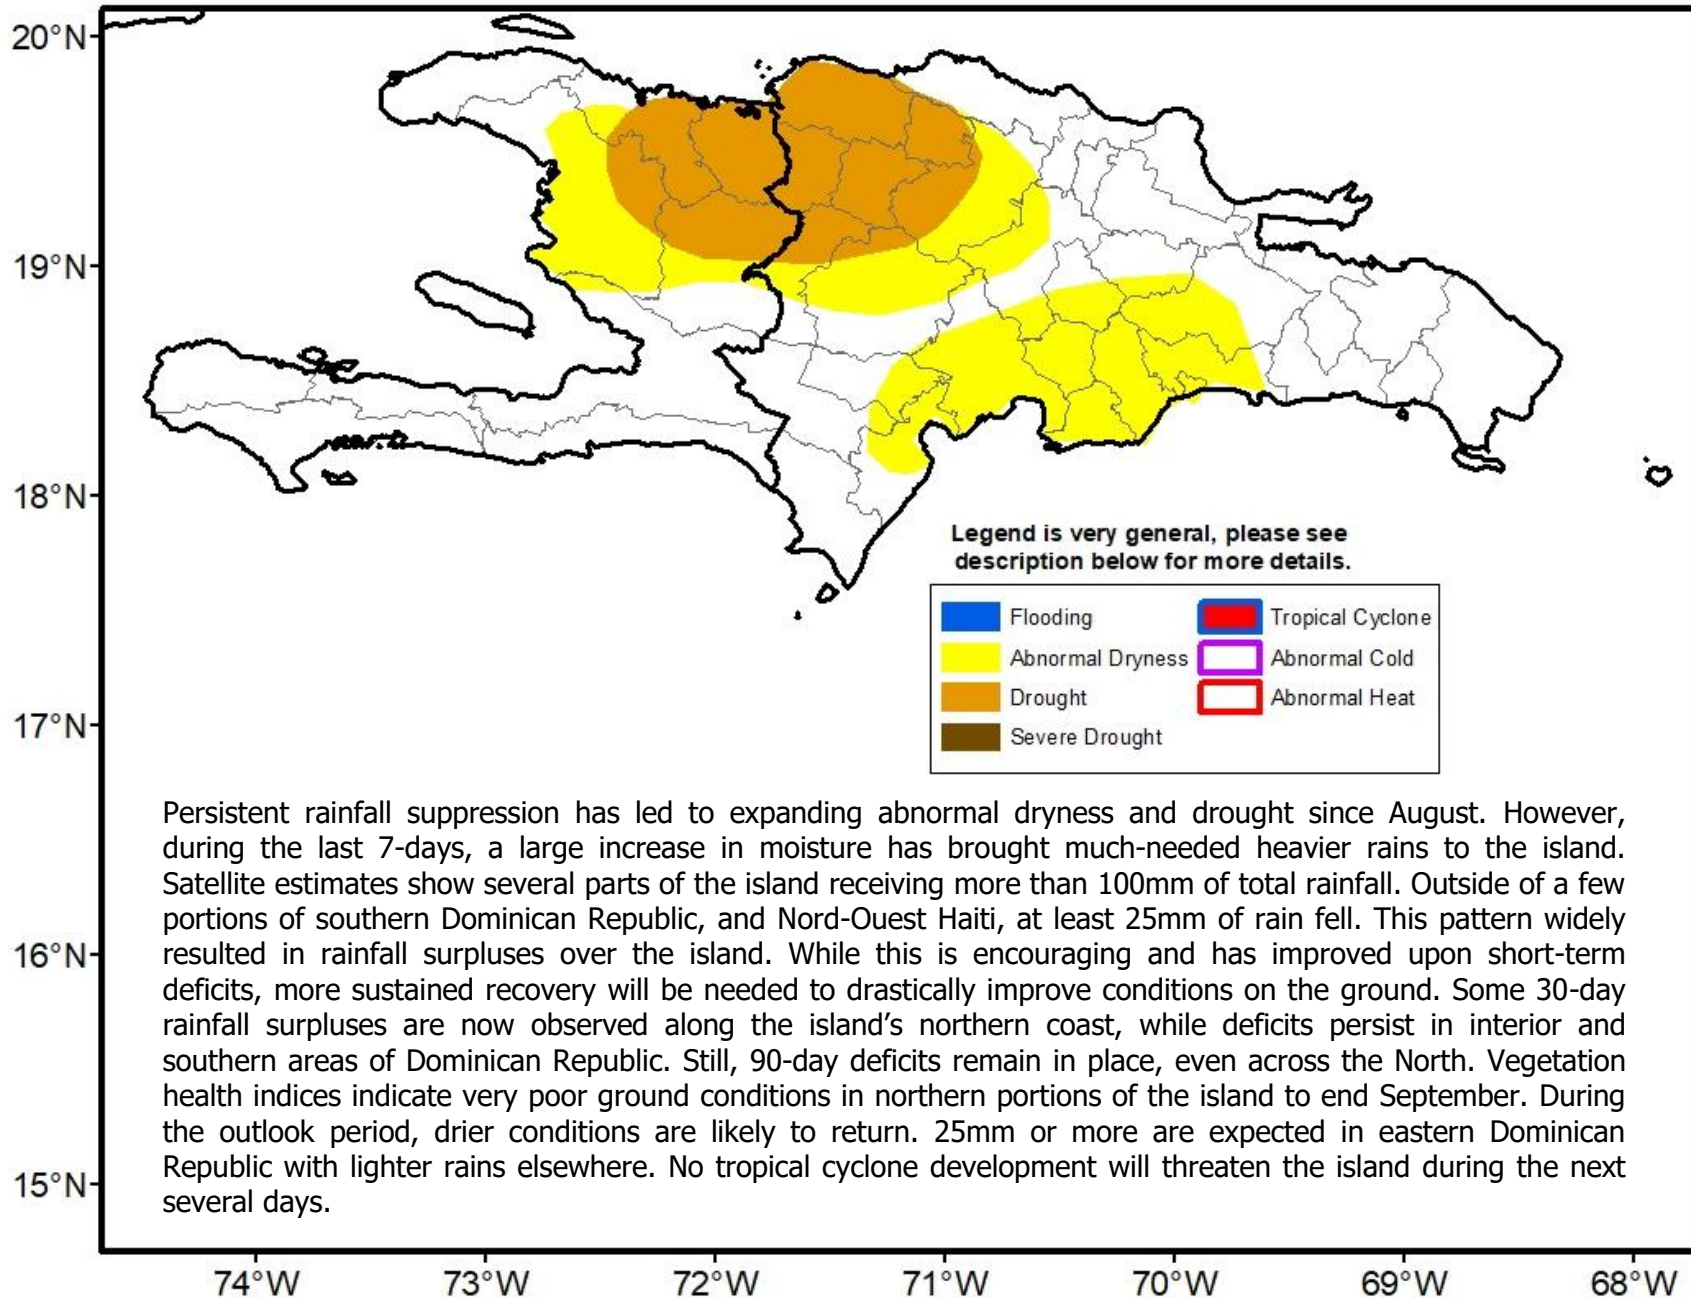 20°N
19°N
18°N
Legend is very general, please see
description below for more details.
Flooding
Tropical Cyclone
Abnormal Dryness
Abnormal Cold
Drought
Abnormal Heat
Severe Drought
17°N
Persistent rainfall suppression has led to expanding abnormal dryness and drought since August. However,
during the last 7-days, a large increase in moisture has brought much-needed heavier rains to the island.
Satellite estimates show several parts of the island receiving more than 100mm of total rainfall. Outside of a few
portions of southern Dominican Republic, and Nord-Ouest Haiti, at least 25mm of rain fell. This pattern widely
16°N
resulted in rainfall surpluses over the island. While this is encouraging and has improved upon short-term
deficits, more sustained recovery will be needed to drastically improve conditions on the ground. Some 30-day
rainfall surpluses are now observed along the island’s northern coast, while deficits persist in interior and
southern areas of Dominican Republic. Still, 90-day deficits remain in place, even across the North. Vegetation
health indices indicate very poor ground conditions in northern portions of the island to end September. During
the outlook period, drier conditions are likely to return. 25mm or more are expected in eastern Dominican
Republic with lighter rains elsewhere. No tropical cyclone development will threaten the island during the next
15°N
several days.
74°W 73°W 72°W 71°W 70°W 69°W 68°W